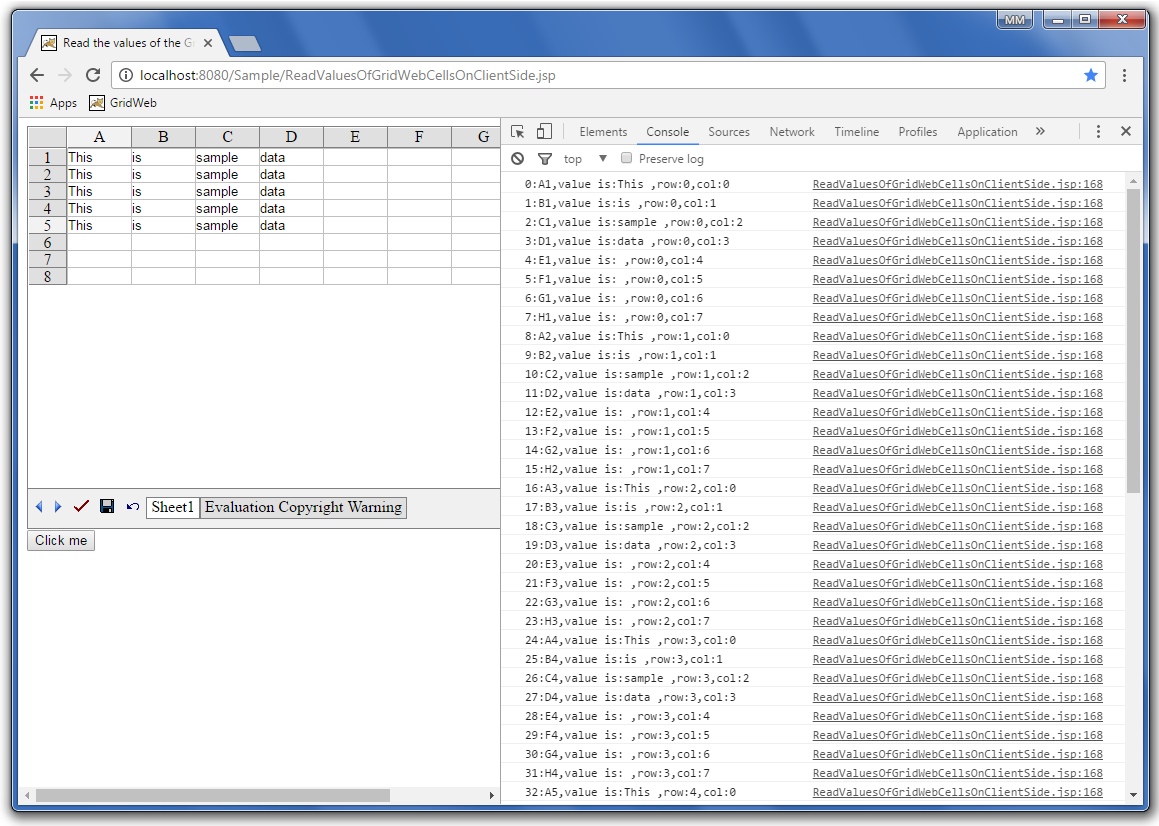 MM
Read the values of the G
localhost:8080/Sample/ReadValuesOfGridWebCellsOnClientSide.jsp
Apps GridWeb
A B C D E F G
1 This is sample data
2 This is sample data
3 This is sample data
4 This is sample data
5 This is sample data
6
7
8
Sheet1 Evaluation Copyright Warning
Click me
Elements Console Sources Network Timeline Profiles Application »
top Preserve log
0:A1,value is:This ,row:0,col:0 ReadValuesOfGridWebCellsOnClientSide.jsp:168
1:B1,value is:is ,row:0,col:1 ReadValuesOfGridWebCellsOnClientSide.jsp:168
2:C1,value is:sample ,row:0,col:2 ReadValuesOfGridWebCellsOnClientSide.jsp:168
3:D1,value is:data ,row:0,col:3 ReadValuesOfGridWebCellsOnClientSide.jsp:168
4:E1,value is: ,row:0,col:4 ReadValuesOfGridWebCellsOnClientSide.jsp:168
5:F1,value is: ,row:0,col:5 ReadValuesOfGridWebCellsOnClientSide.jsp:168
6:G1,value is: ,row:0,col:6 ReadValuesOfGridWebCellsOnClientSide.jsp:168
7:H1,value is: ,row:0,col:7 ReadValuesOfGridWebCellsOnClientSide.jsp:168
8:A2,value is:This ,row:1,col:0 ReadValuesOfGridWebCellsOnClientSide.jsp:168
9:B2,value is:is ,row:1,col:1 ReadValuesOfGridWebCellsOnClientSide.jsp:168
10:C2,value is:sample ,row:1,col:2 ReadValuesOfGridWebCellsOnClientSide.jsp:168
11:D2,value is:data ,row:1,col:3 ReadValuesOfGridWebCellsOnClientSide.jsp:168
12:E2,value is: ,row:1,col:4 ReadValuesOfGridWebCellsOnClientSide.jsp:168
13:F2,value is: ,row:1,col:5 ReadValuesOfGridWebCellsOnClientSide.jsp:168
14:G2,value is: ,row:1,col:6 ReadValuesOfGridWebCellsOnClientSide.jsp:168
15:H2,value is: ,row:1,col:7 ReadValuesOfGridWebCellsOnClientSide.jsp:168
16:A3,value is:This ,row:2,col:0 ReadValuesOfGridWebCellsOnClientSide.jsp:168
17:B3,value is:is ,row:2,col:1 ReadValuesOfGridWebCellsOnClientSide.jsp:168
18:C3,value is:sample ,row:2,col:2 ReadValuesOfGridWebCellsOnClientSide.jsp:168
19:D3,value is:data ,row:2,col:3 ReadValuesOfGridWebCellsOnClientSide.jsp:168
20:E3,value is: ,row:2,col:4 ReadValuesOfGridWebCellsOnClientSide.jsp:168
21:F3,value is: ,row:2,col:5 ReadValuesOfGridWebCellsOnClientSide.jsp:168
22:G3,value is: ,row:2,col:6 ReadValuesOfGridWebCellsOnClientSide.jsp:168
23:H3,value is: ,row:2,col:7 ReadValuesOfGridWebCellsOnClientSide.jsp:168
24:A4,value is:This ,row:3,col:0 ReadValuesOfGridWebCellsOnClientSide.jsp:168
25:B4,value is:is ,row:3,col:1 ReadValuesOfGridWebCellsOnClientSide.jsp:168
26:C4,value is:sample ,row:3,col:2 ReadValuesOfGridWebCellsOnClientSide.jsp:168
27:D4,value is:data ,row:3,col:3 ReadValuesOfGridWebCellsOnClientSide.jsp:168
28:E4,value is: ,row:3,col:4 ReadValuesOfGridWebCellsOnClientSide.jsp:168
29:F4,value is: ,row:3,col:5 ReadValuesOfGridWebCellsOnClientSide.jsp:168
30:G4,value is: ,row:3,col:6 ReadValuesOfGridWebCellsOnClientSide.jsp:168
31:H4,value is: ,row:3,col:7 ReadValuesOfGridWebCellsOnClientSide.jsp:168
32:A5,value is:This ,row:4,col:0 ReadValuesOfGridWebCellsOnClientSide.jsp:168